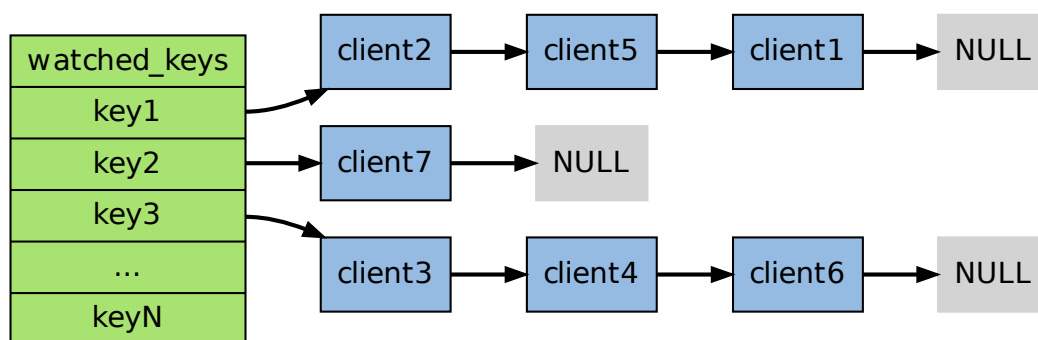 watched_keys
key1
key2
key3
...
keyN
client2 client5 client1 NULL
client7 NULL
client3 client4 client6 NULL